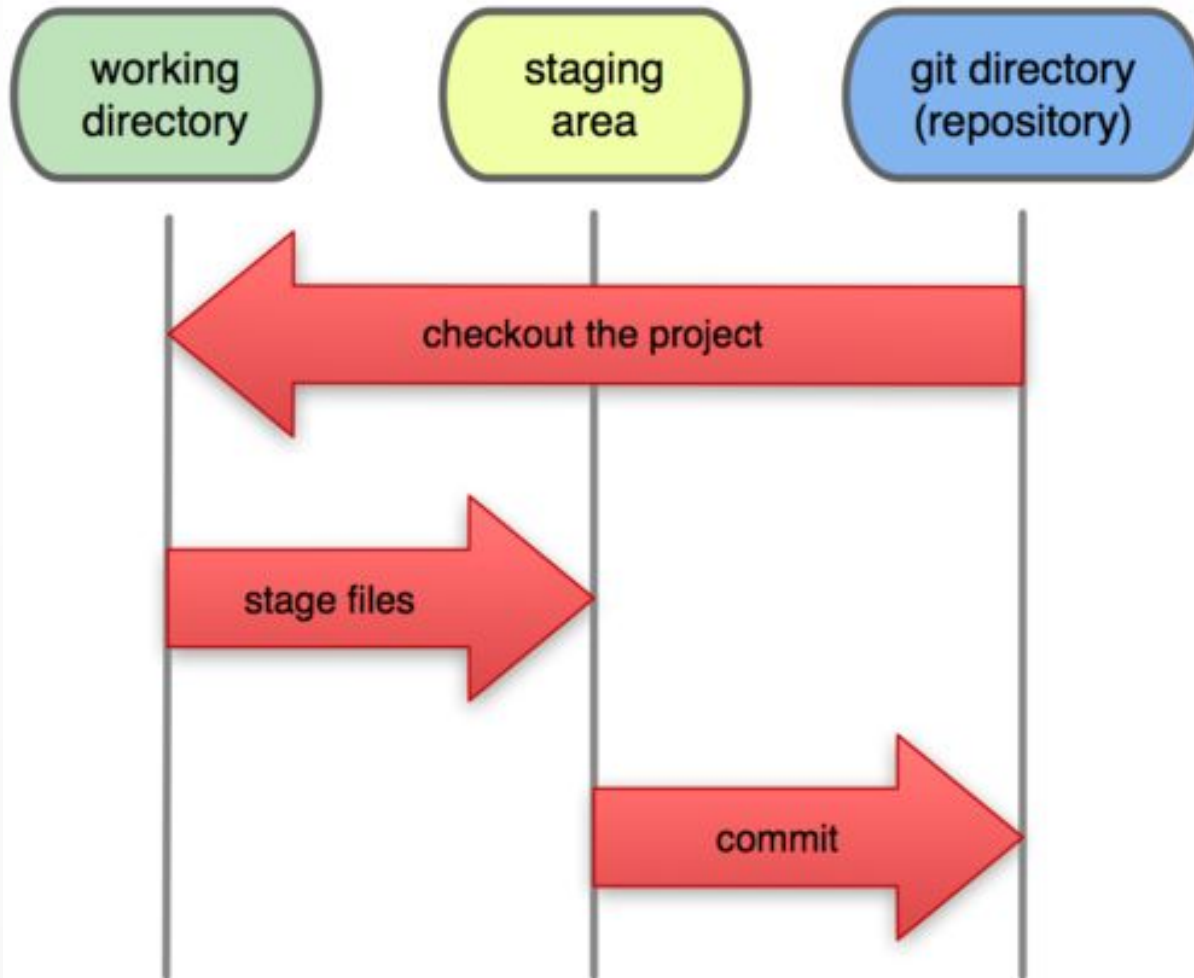 working
directory
staging
area
git directory
(repository)
checkout the project
stage files
commit